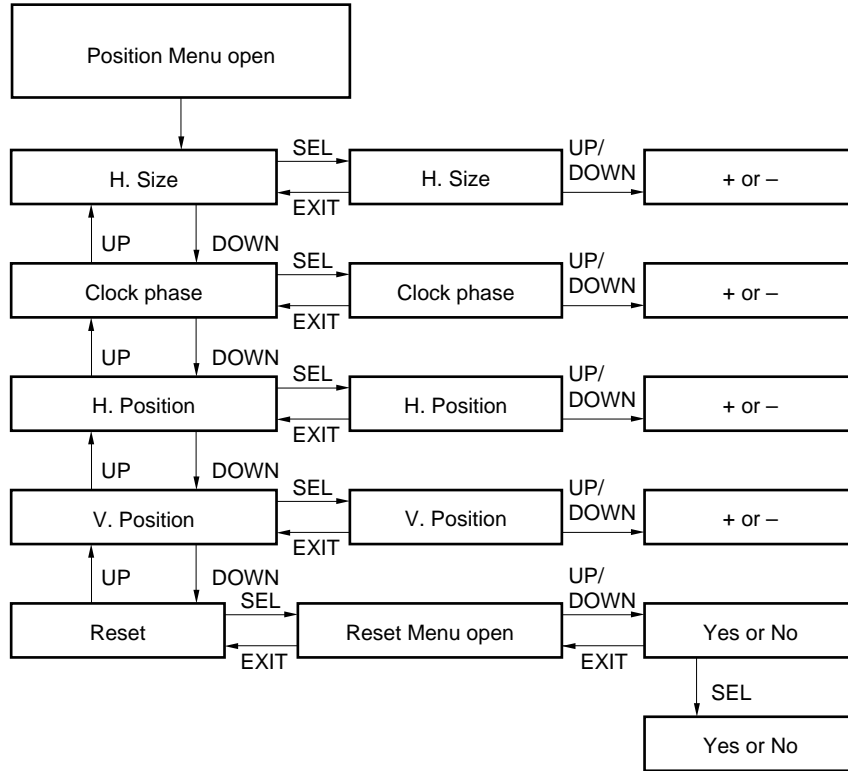 Position Menu open
SEL
UP/
DOWN
H. Size
H. Size
+ or –
EXIT
UP
DOWN
SEL
UP/
DOWN
Clock phase
Clock phase
+ or –
EXIT
UP
DOWN
SEL
UP/
DOWN
H. Position
H. Position
+ or –
EXIT
UP
DOWN
SEL
UP/
DOWN
V. Position
V. Position
+ or –
EXIT
UP
DOWN
SEL
UP/
DOWN
Reset
Reset Menu open
Yes or No
EXIT
EXIT
SEL
Yes or No